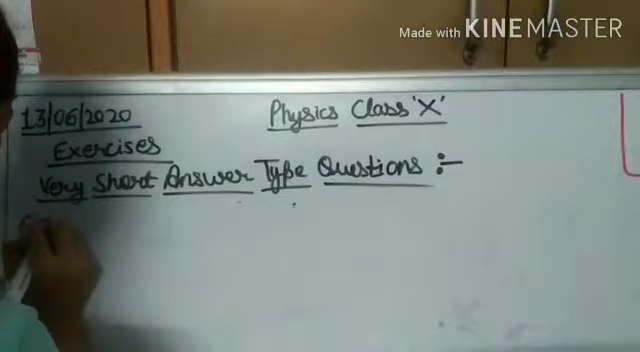 Made with KINEMASTER
13/06/2020 Physics Class 'X'
Exercises
Very Short Answer Type Questions :-